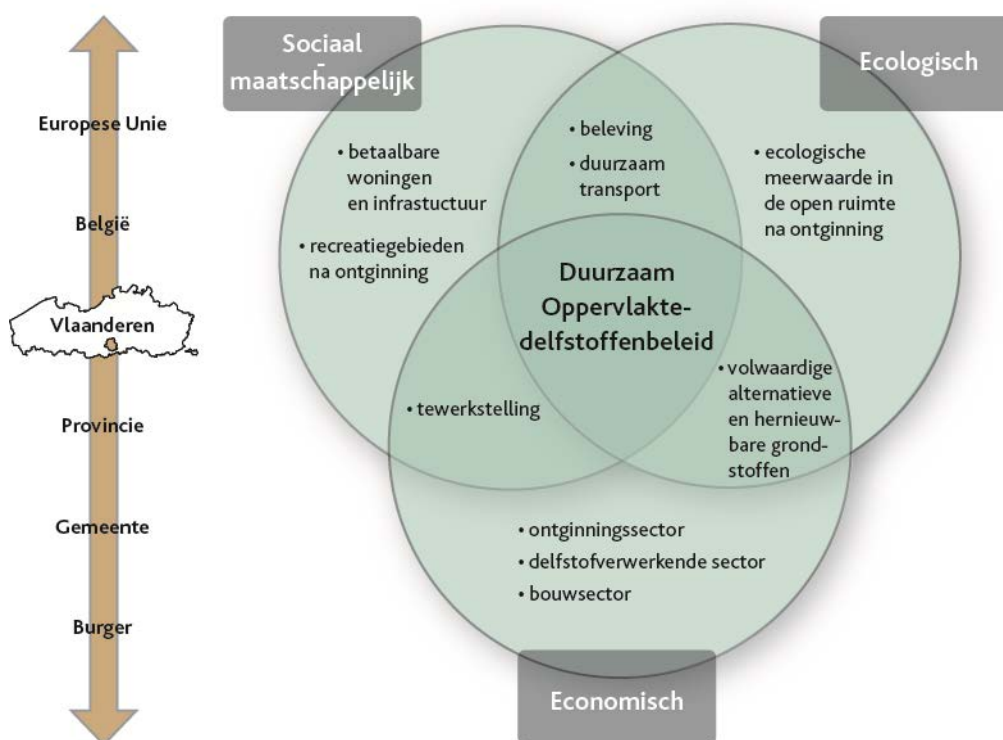 Europese Unie
België
Vlaanderen
Provincie
Gemeente
Burger
Sociaal
-
maatschappelijk
Ecologisch
• betaalbare
woningen
en infrastuctuur
• recreatiegebieden
na ontginning
• beleving
• duurzaam
transport
• ecologische
meerwaarde in
de open ruimte
na ontginning
Duurzaam
Oppervlakte-
delfstoffenbeleid
• tewerkstelling
• volwaardige
alternatieve
en hernieuw-
bare grond-
stoffen
• ontginningssector
• delfstofverwerkende sector
• bouwsector
Economisch